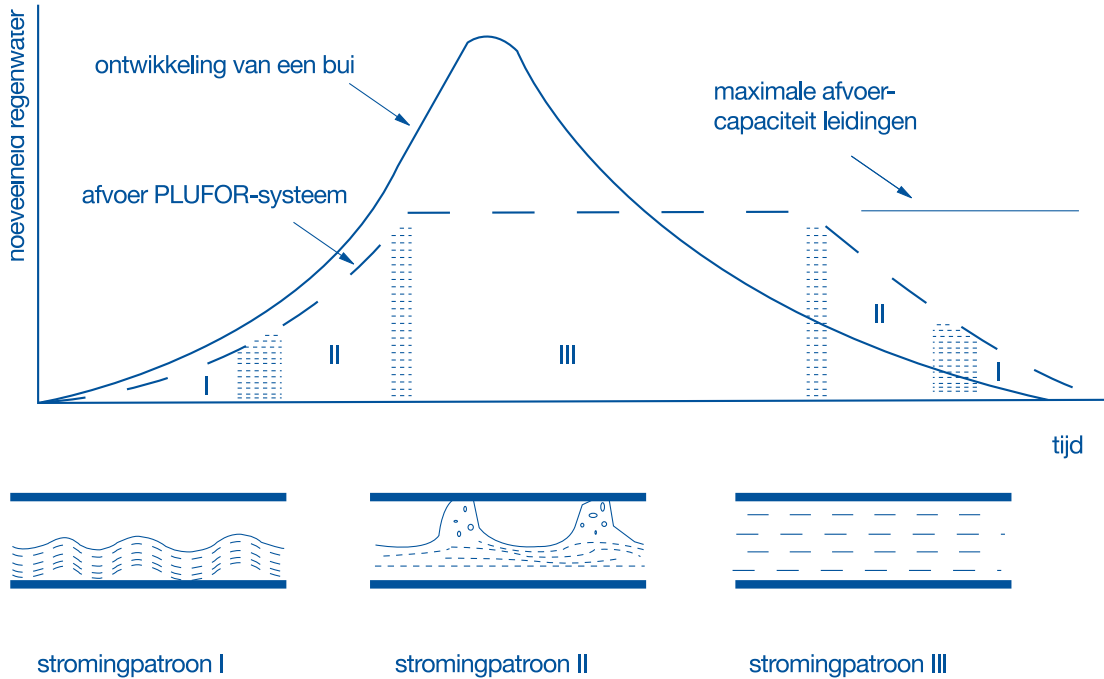 noeveelneid regenwater
ontwikkeling van een bui
maximale afvoer-
capaciteit leidingen
afvoer PLUFOR-systeem
I
II
III
II
I
tijd
stromingpatroon I
stromingpatroon II
stromingpatroon III